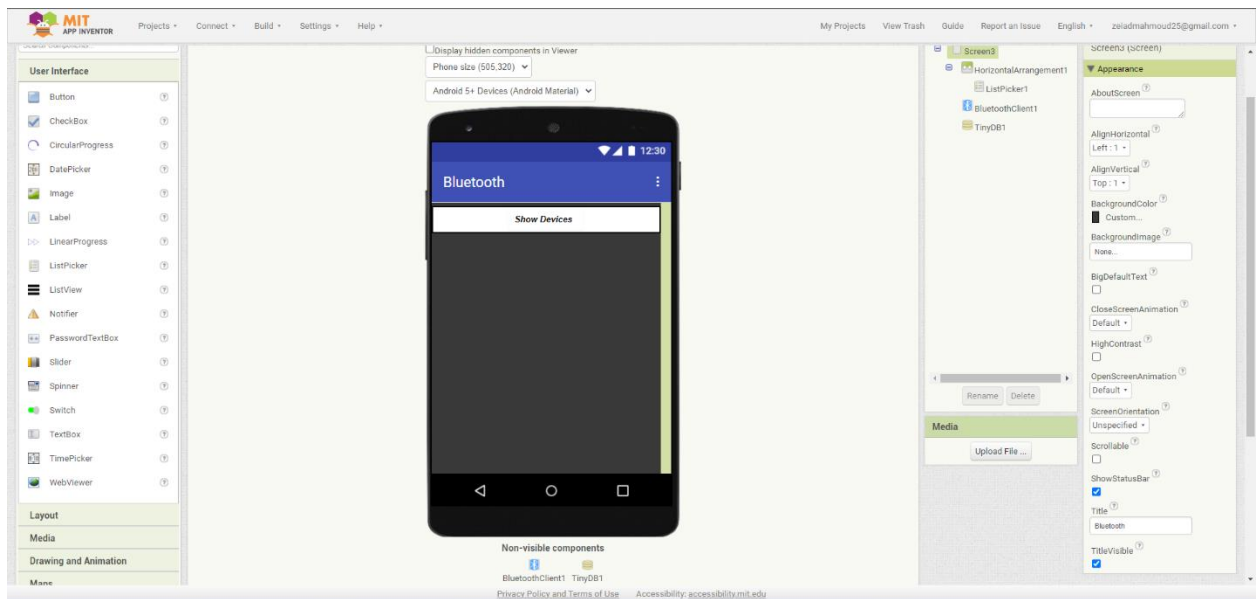 MIT
APP INVENTOR
Projects
Connect
Build
Settings
Help
My Projects
View Trash
Guide
Report an Issue
English
zeiadmahmoud25@gmail.com
User Interface
Button
CheckBox
CircularProgress
DatePicker
Image
Label
LinearProgress
ListPicker
ListView
Notifier
PasswordTextBox
Slider
Spinner
Switch
TextBox
TimePicker
WebViewer
Layout
Media
Drawing and Animation
Maps
Display hidden components in Viewer
Phone size (505,320)
Android 5+ Devices (Android Material)
12:30
Bluetooth
Show Devices
Non-visible components
BluetoothClient1 TinyDB1
Screen3
HorizontalArrangement1
ListPicker1
BluetoothClient1
TinyDB1
Rename Delete
Media
Upload File ...
Screen3 (Screen)
Appearance
AboutScreen
AlignHorizontal
Left : 1
AlignVertical
Top : 1
BackgroundColor
Custom...
BackgroundImage
None...
BigDefaultText
CloseScreenAnimation
Default
HighContrast
OpenScreenAnimation
Default
ScreenOrientation
Unspecified
Scrollable
ShowStatusBar
Title
Bluetooth
TitleVisible
Privacy Policy and Terms of Use Accessibility: accessibility.mit.edu